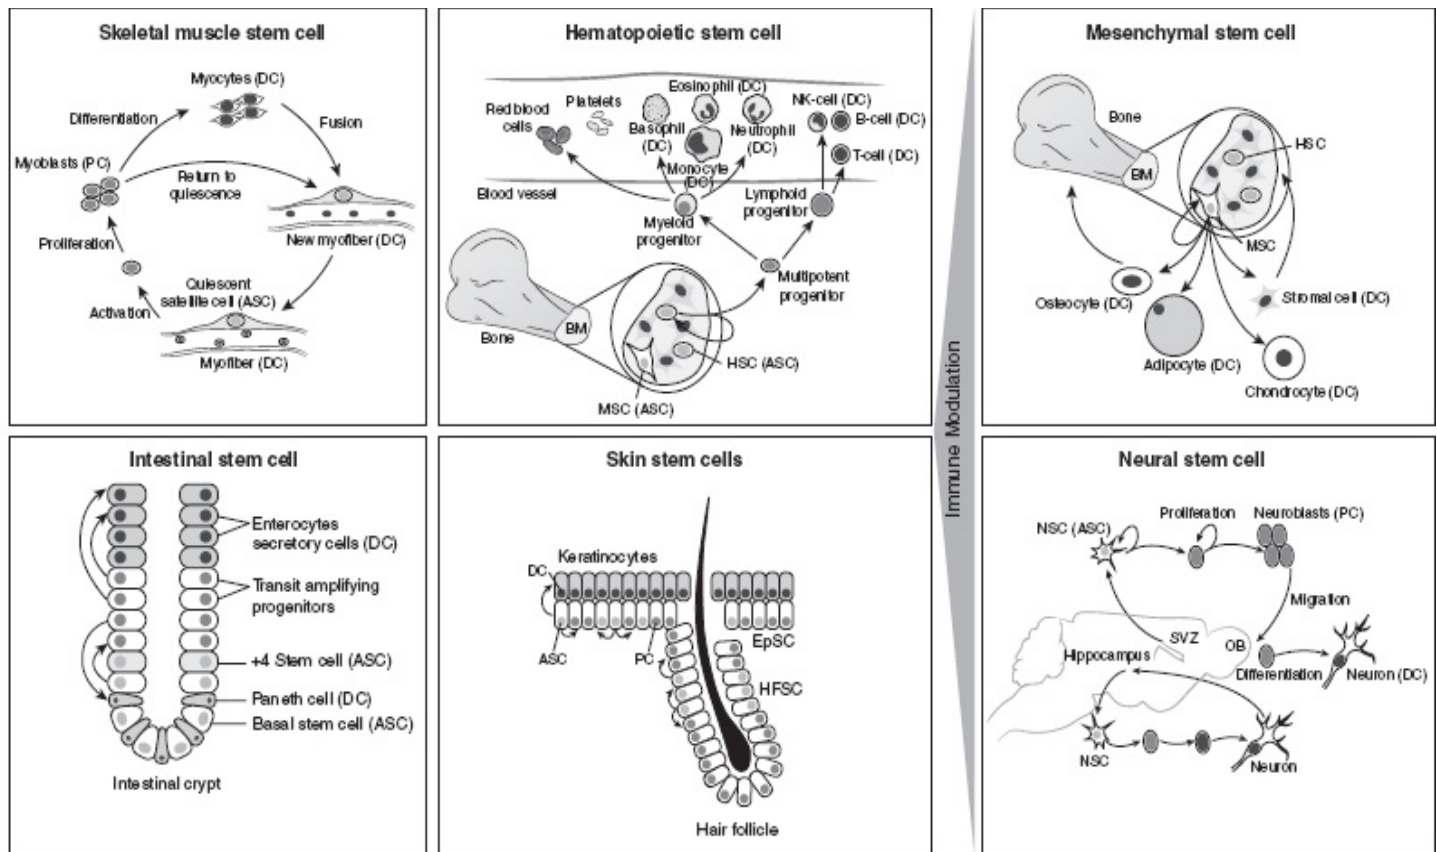 Skeletal muscle stem cell
Myocytes (DC)
Differentiation
Fusion
Myoblasts (PC)
Return to
quiescence
New myofiber (DC)
Proliferation
Quiescent
satellite cell (ASC)
Activation
Myofiber (DC)
Hematopoietic stem cell
Eosinophil (DC)
Platelets
NK-cell (DC)
Red blood
cells
B-cell (DC)
Basophil
(DC)
Neutrophil
(DC)
T-cell (DC)
Monocyte
(DC)
Blood vessel
Lymphoid
progenitor
Myeloid
progenitor
Multipotent
progenitor
BM
Bone
HSC (ASC)
MSC (ASC)
Immune Modulation
Mesenchymal stem cell
Bone
HSC
BM
MSC
Osteocyte (DC)
Stromal cell (DC)
Adipocyte (DC)
Chondrocyte (DC)
Intestinal stem cell
Enterocytes
secretory cells (DC)
Transit amplifying
progenitors
+4 Stem cell (ASC)
Paneth cell (DC)
Basal stem cell (ASC)
Intestinal crypt
Skin stem cells
Keratinocytes
DC
EpSC
ASC
PC
HFSC
Hair follicle
Neural stem cell
Proliferation
Neuroblasts (PC)
NSC (ASC)
Migration
SVZ
OB
Hippocampus
Differentiation
Neuron (DC)
NSC
Neuron